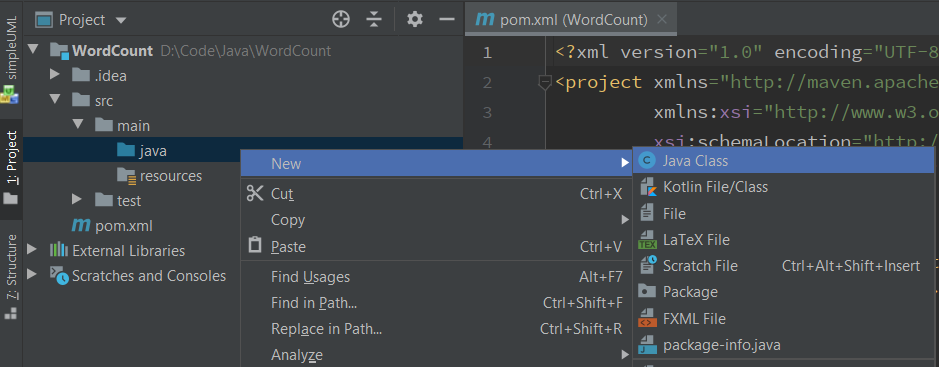 simpleUML
1: Project
7: Structure
Project
WordCount D:\Code\Java\WordCount
.idea
src
main
java
resources
test
pom.xml
External Libraries
Scratches and Consoles
pom.xml (WordCount)
1 <?xml version="1.0" encoding="UTF-8
2 <project xmlns="http://maven.apache
3 xmlns:xsi="http://www.w3.o
4 xsi:schemaLocation="http:/
New
Cut Ctrl+X
Copy
Paste Ctrl+V
Find Usages Alt+F7
Find in Path... Ctrl+Shift+F
Replace in Path... Ctrl+Shift+R
Analyze
Java Class
Kotlin File/Class
File
LaTeX File
Scratch File Ctrl+Alt+Shift+Insert
Package
FXML File
package-info.java